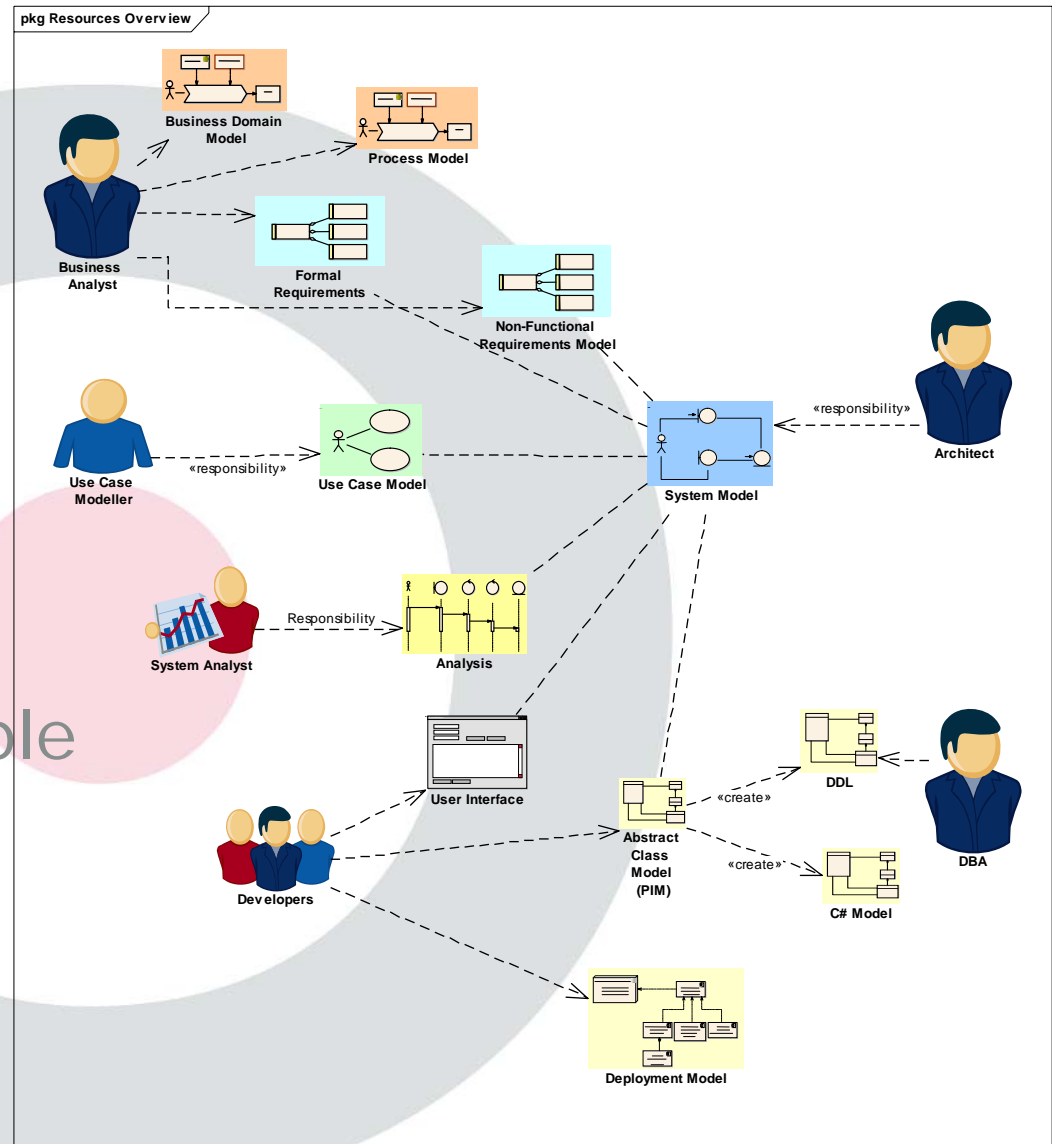 pkg Resources Overview
Business Domain
Model
Process Model
Business
Analyst
Formal
Requirements
Non-Functional
Requirements Model
«responsibility»
Architect
Use Case
Modeller
«responsibility»
Use Case Model
System Model
System Analyst
Responsibility
Analysis
ple
User Interface
Developers
Abstract
Class
Model
(PIM)
«create»
DDL
«create»
DBA
C# Model
Deployment Model